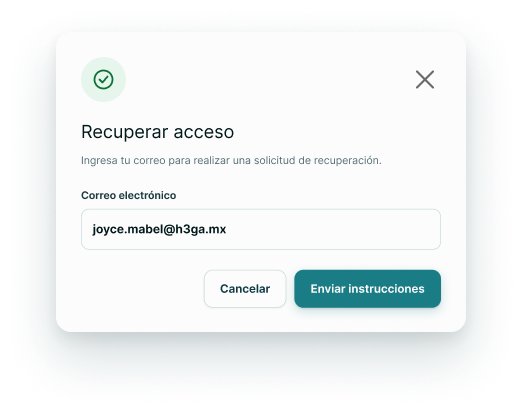 Recuperar acceso
Ingresa tu correo para realizar una solicitud de recuperación.
Correo electrónico
joyce.mabel@h3ga.mx
Cancelar
Enviar instrucciones